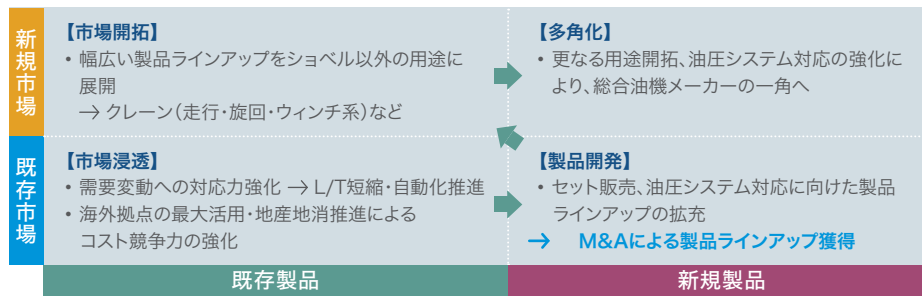 新規市場
【市場開拓】
• 幅広い製品ラインアップをショベル以外の用途に
展開
→ クレーン（走行・旋回・ウィンチ系）など
【多角化】
• 更なる用途開拓、油圧システム対応の強化に
より、総合油機メーカーの一角へ
既存市場
【市場浸透】
• 需要変動への対応力強化 → L/T短縮・自動化推進
• 海外拠点の最大活用・地産地消推進による
コスト競争力の強化
【製品開発】
• セット販売、油圧システム対応に向けた製品
ラインアップの拡充
→ M&Aによる製品ラインアップ獲得
既存製品
新規製品